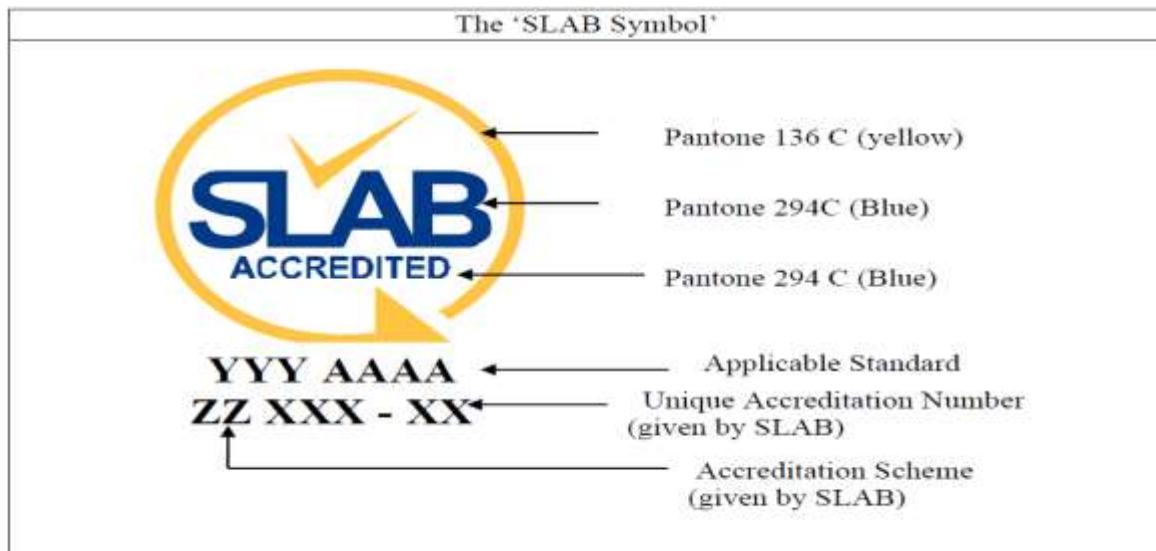 The ‘SLAB Symbol’
Pantone 136 C (yellow)
SLAB
Pantone 294C (Blue)
ACCREDITED
Pantone 294 C (Blue)
YYY AAAA
Applicable Standard
ZZ XXX - XX
Unique Accreditation Number
(given by SLAB)
Accreditation Scheme
(given by SLAB)